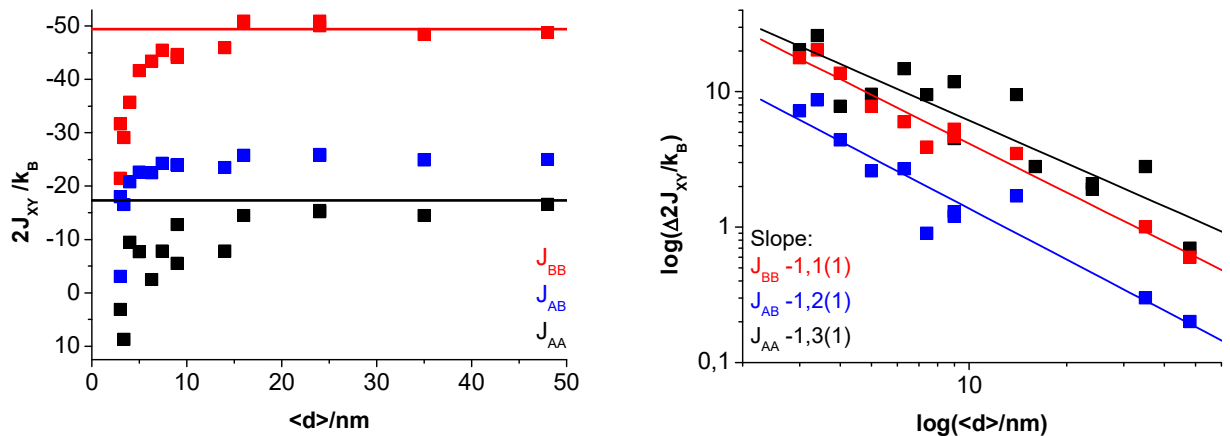 2J_XY /k_B
-50
-40
-30
-20
-10
0
10
J_BB
J_AB
J_AA
0 10 20 30 40 50
<d>/nm
log(Δ2J_XY/k_B)
10
1
0,1
Slope:
J_BB -1,1(1)
J_AB -1,2(1)
J_AA -1,3(1)
10
log(<d>/nm)